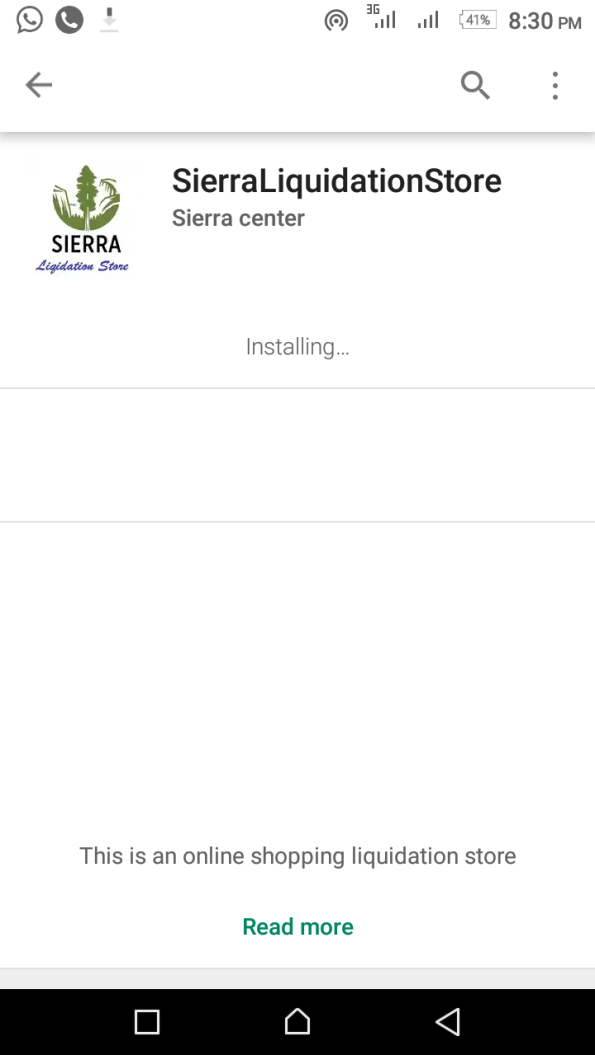 3G
41%
8:30 PM
SierraLiquidationStore
Sierra center
SIERRA
Liqidation Store
Installing…
This is an online shopping liquidation store
Read more